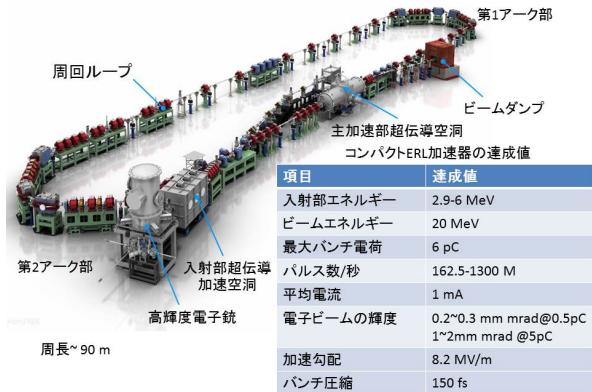 第1アーク部
周回ループ
ビームダンプ
主加速部超伝導空洞
コンパクトERL加速器の達成値
項目 達成値
入射部エネルギー 2.9-6 MeV
ビームエネルギー 20 MeV
最大バンチ電荷 6 pC
パルス数/秒 162.5-1300 M
平均電流 1 mA
電子ビームの輝度 0.2~0.3 mm mrad@0.5pC
1~2mm mrad @5pC
加速勾配 8.2 MV/m
バンチ圧縮 150 fs
第2アーク部
入射部超伝導
加速空洞
高輝度電子銃
周長~ 90 m